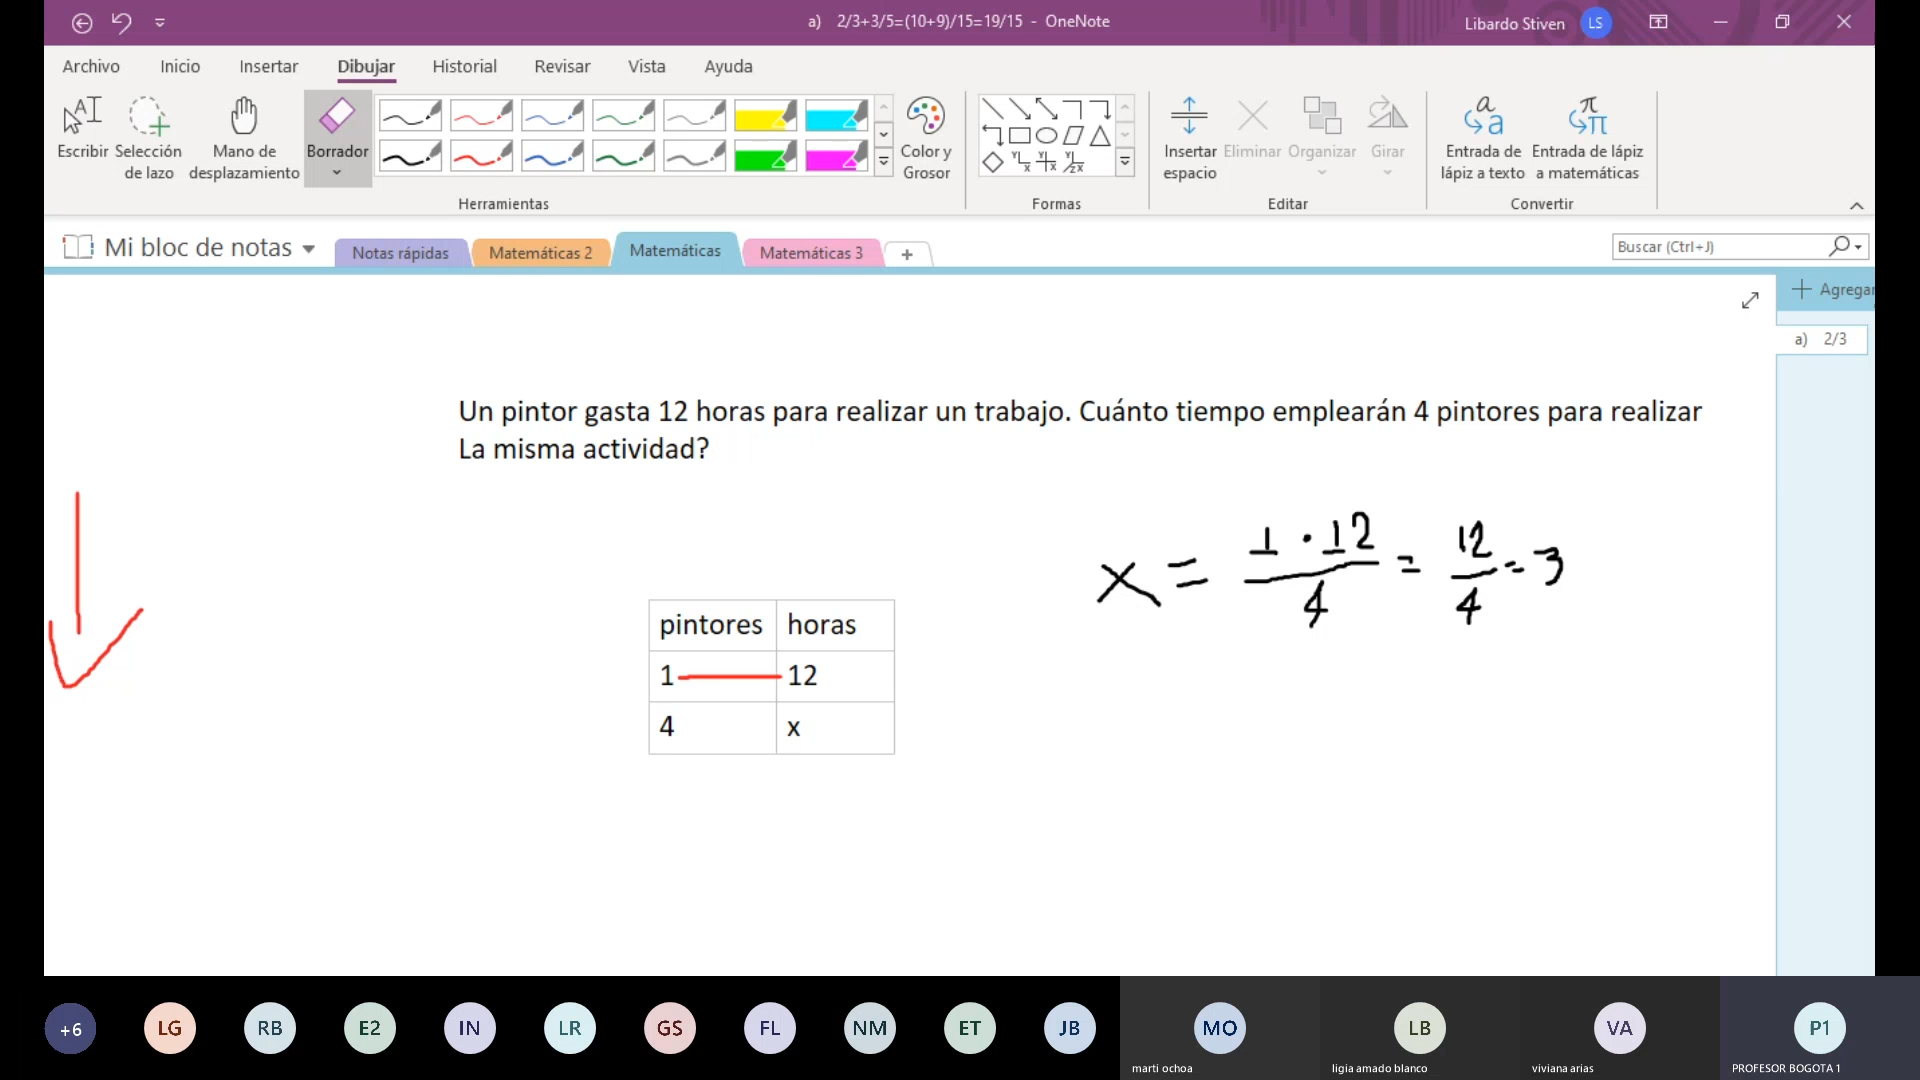 a) 2/3+3/5=(10+9)/15=19/15 - OneNote
Libardo Stiven LS
Archivo Inicio Insertar Dibujar Historial Revisar Vista Ayuda
Escribir
Selección de lazo
Mano de desplazamiento
Borrador
Color y Grosor
Insertar espacio
Eliminar
Organizar
Girar
Entrada de lápiz a texto
Entrada de lápiz a matemáticas
Herramientas Formas Editar Convertir
Mi bloc de notas Notas rápidas Matemáticas 2 Matemáticas Matemáticas 3 +
Buscar (Ctrl+J)
Agregar
a) 2/3
Un pintor gasta 12 horas para realizar un trabajo. Cuánto tiempo emplearán 4 pintores para realizar
La misma actividad?
x = 1 · 12 / 4 = 12 / 4 = 3
pintores horas
1 12
4 x
+6 LG RB E2 IN LR GS FL NM ET JB MO LB VA P1
marti ochoa ligia amado blanco viviana arias PROFESOR BOGOTA 1